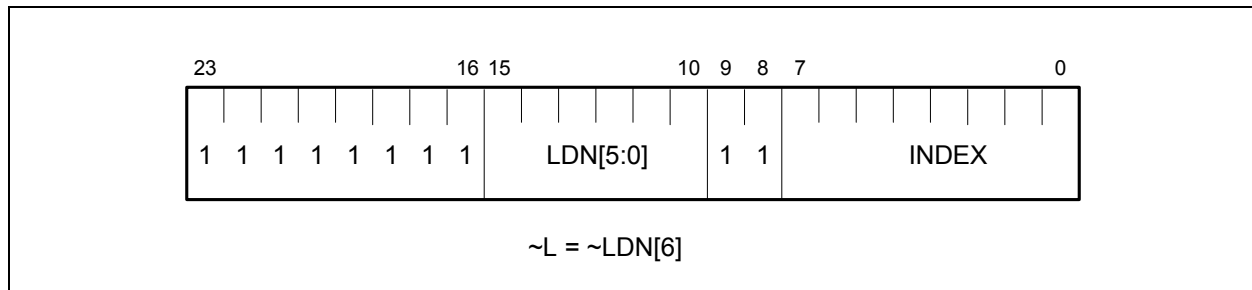 23 16 15 10 9 8 7 0
1 1 1 1 1 1 1 1 LDN[5:0] 1 1 INDEX
~L = ~LDN[6]